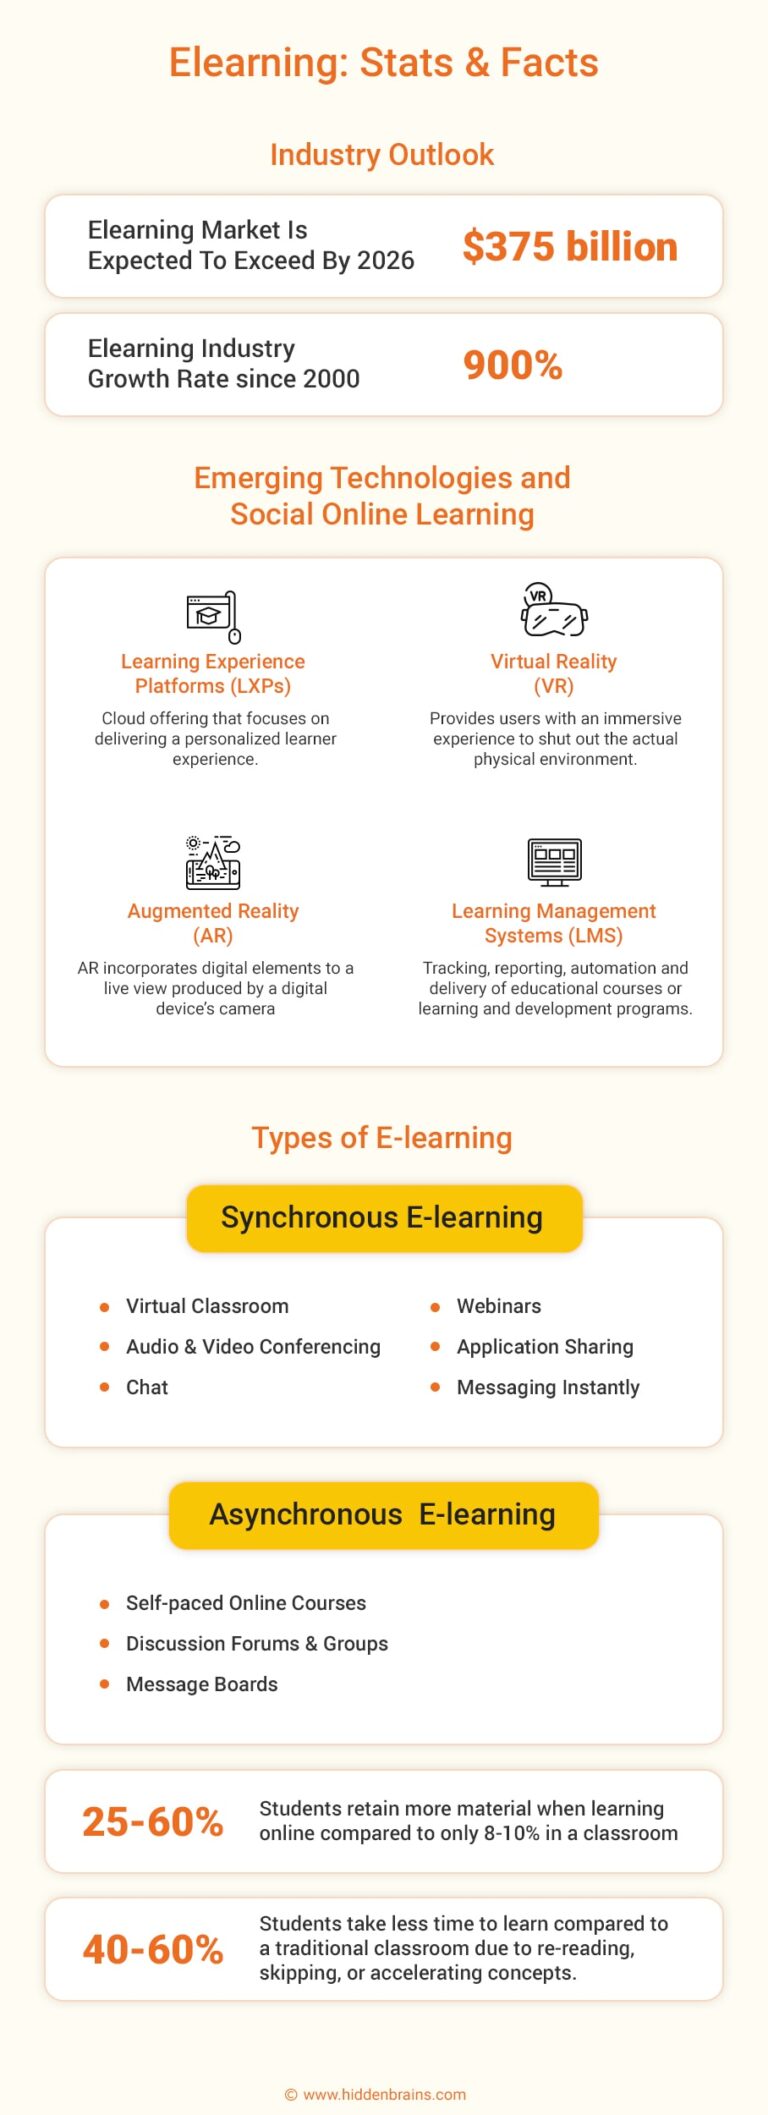 Elearning: Stats & Facts
Industry Outlook
Elearning Market Is
Expected To Exceed By 2026
$375 billion
Elearning Industry
Growth Rate since 2000
900%
Emerging Technologies and
Social Online Learning
Learning Experience
Platforms (LXPs)
Cloud offering that focuses on
delivering a personalized learner
experience.
VR
Virtual Reality
(VR)
Provides users with an immersive
experience to shut out the actual
physical environment.
Augmented Reality
(AR)
AR incorporates digital elements to a
live view produced by a digital
device's camera
Learning Management
Systems (LMS)
Tracking, reporting, automation and
delivery of educational courses or
learning and development programs.
Types of E-learning
Synchronous E-learning
Virtual Classroom
Audio & Video Conferencing
Chat
Webinars
Application Sharing
Messaging Instantly
Asynchronous E-learning
Self-paced Online Courses
Discussion Forums & Groups
Message Boards
25-60%
Students retain more material when learning
online compared to only 8-10% in a classroom
40-60%
Students take less time to learn compared to
a traditional classroom due to re-reading,
skipping, or accelerating concepts.
© www.hiddenbrains.com